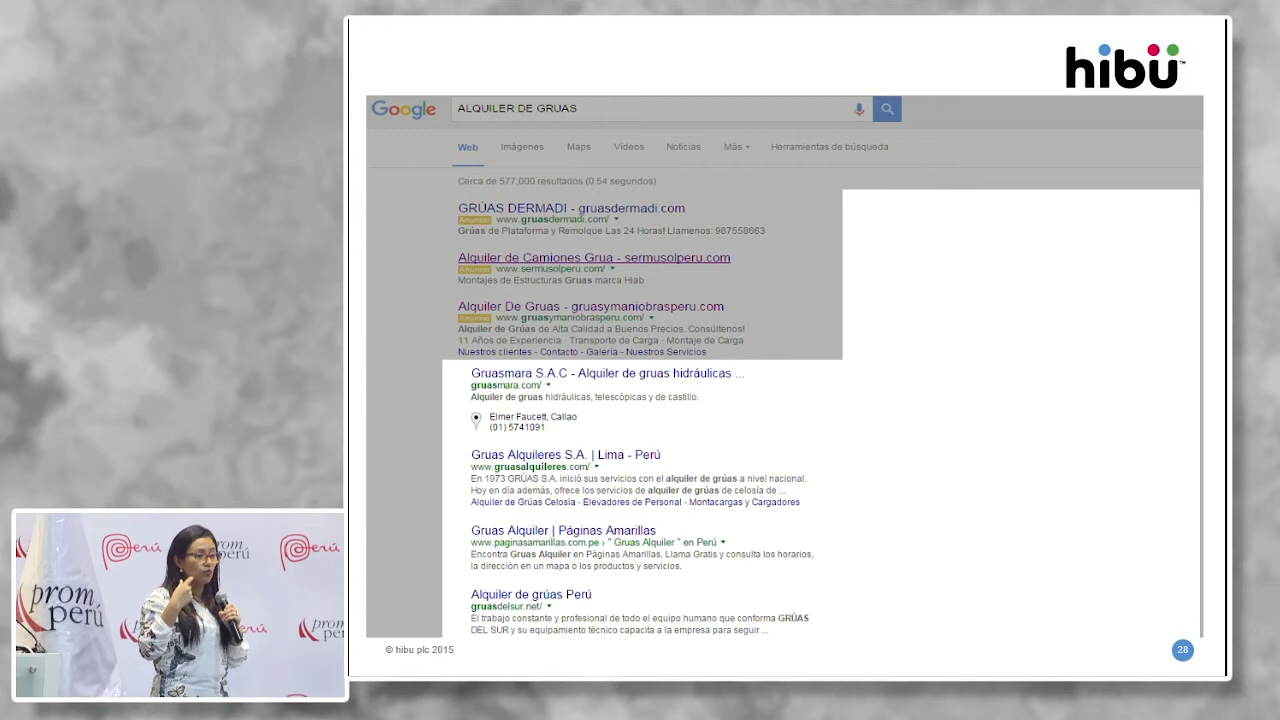 hibü™
Google
ALQUILER DE GRUAS
Web Imágenes Maps Vídeos Noticias Más Herramientas de búsqueda
Cerca de 577,000 resultados (0.54 segundos)
GRÚAS DERMADI - gruasdermadi.com
Anuncio www.gruasdermadi.com/
Grúas de Plataforma y Remolque Las 24 Horas! Llamenos: 987558663
Alquiler de Camiones Grua - sermusolperu.com
Anuncio www.sermusolperu.com/
Montajes de Estructuras Gruas marca Hiab
Alquiler De Gruas - gruasymaniobrasperu.com
Anuncio www.gruasymaniobrasperu.com/
Alquiler de Grúas de Alta Calidad a Buenos Precios. Consúltenos!
11 Años de Experiencia · Transporte de Carga · Montaje de Carga
Nuestros clientes - Contacto - Galería - Nuestros Servicios
Gruasmara S.A.C - Alquiler de gruas hidráulicas ...
gruasmara.com/
Alquiler de gruas hidráulicas, telescópicas y de castillo.
Elmer Faucett, Callao
(01) 5741091
Gruas Alquileres S.A. | Lima - Perú
www.gruasalquileres.com/
En 1973 GRÚAS S.A. inició sus servicios con el alquiler de grúas a nivel nacional.
Hoy en día además, ofrece los servicios de alquiler de grúas de celosía de ...
Alquiler de Grúas Celosia - Elevadores de Personal - Montacargas y Cargadores
Gruas Alquiler | Páginas Amarillas
www.paginasamarillas.com.pe › " Gruas Alquiler " en Perú
Encontra Gruas Alquiler en Páginas Amarillas. Llama Gratis y consulta los horarios,
la dirección en un mapa o los productos y servicios.
Alquiler de grúas Perú
gruasdelsur.net/
El trabajo constante y profesional de todo el equipo humano que conforma GRÚAS
DEL SUR y su equipamiento técnico capacita a la empresa para seguir ...
© hibu plc 2015
28
Perú
prom
perú